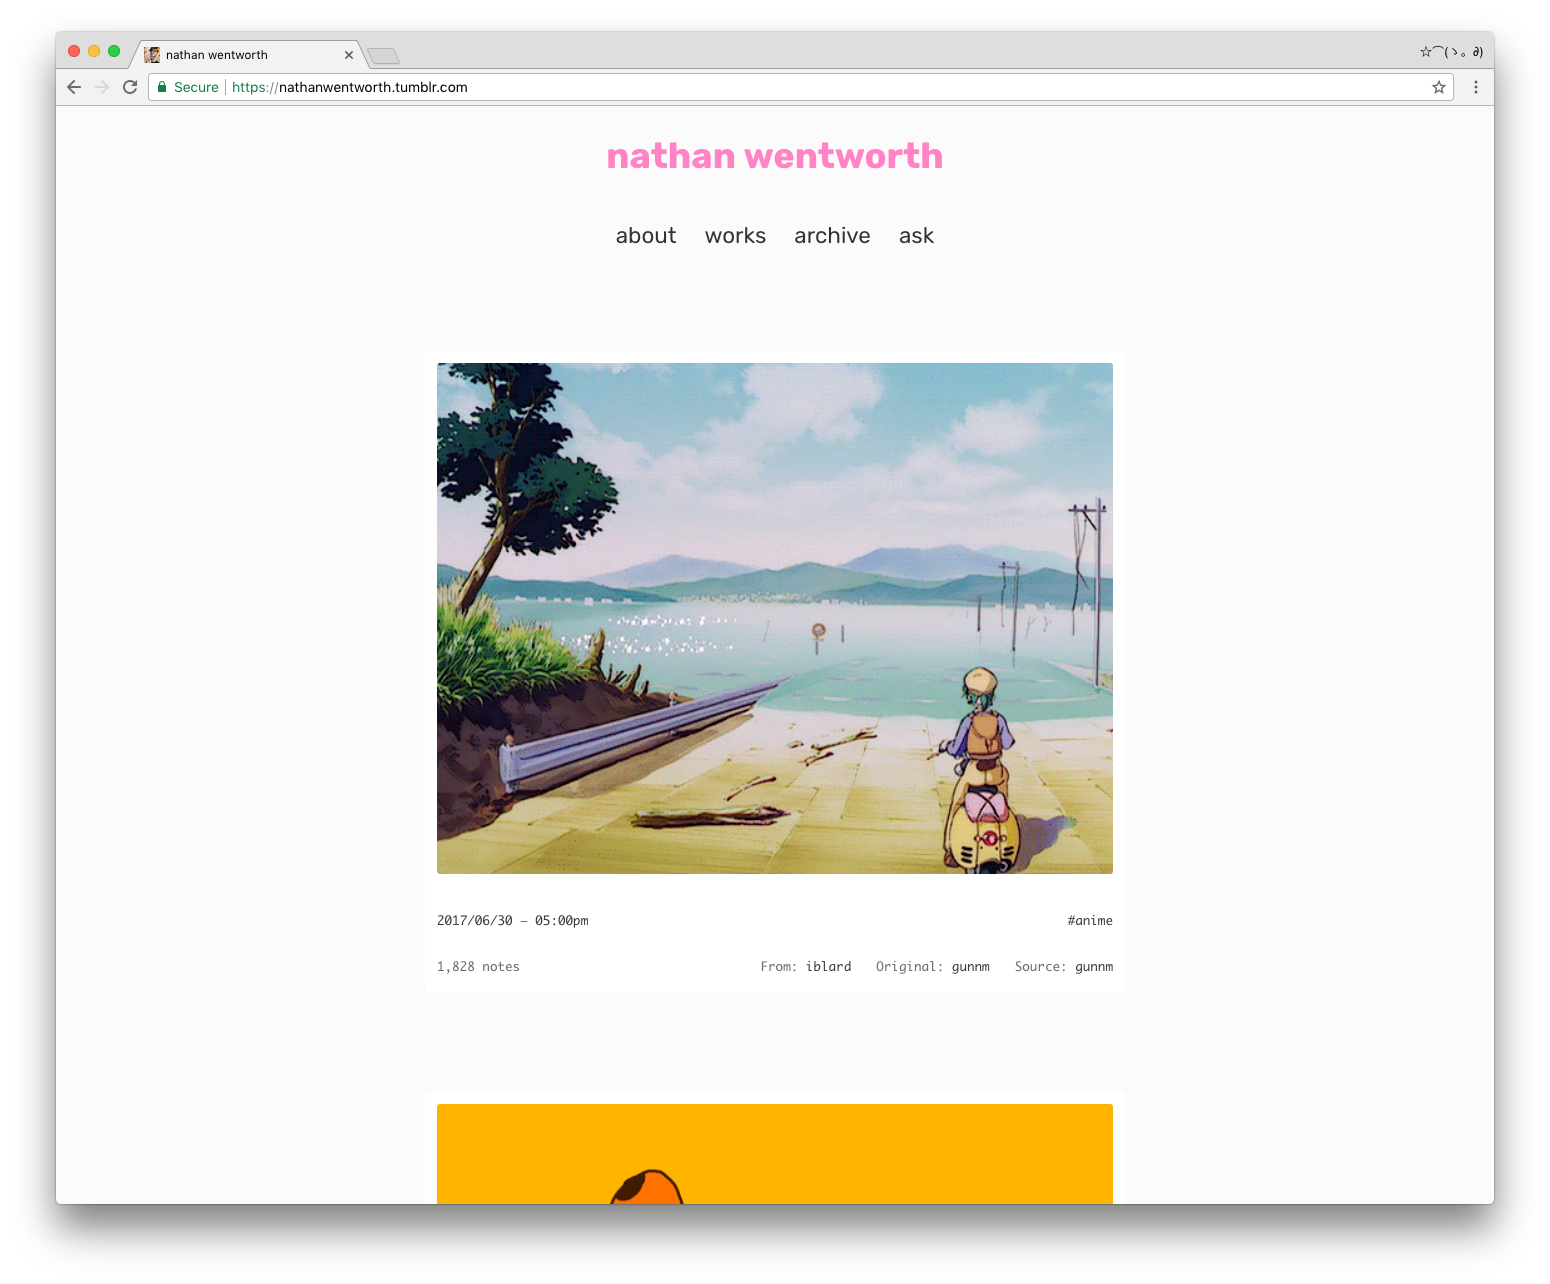 nathan wentworth
☆⌒(ゝ。∂)
Secure https://nathanwentworth.tumblr.com
nathan wentworth
about works archive ask
2017/06/30 — 05:00pm #anime
1,828 notes From: iblard Original: gunnm Source: gunnm